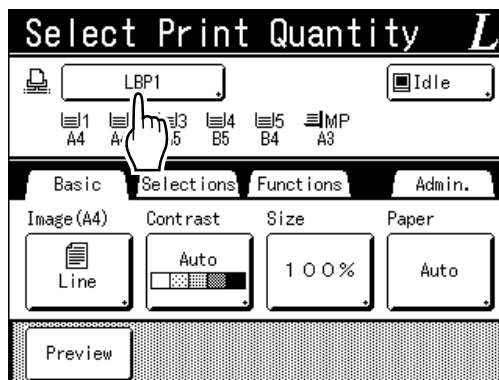 Select Print Quantity L
LBP1
Idle
1 3 4 5 MP
A4 B5 B4 A3
Basic Selections Functions Admin.
Image(A4) Contrast Size Paper
Line Auto 100% Auto
Preview